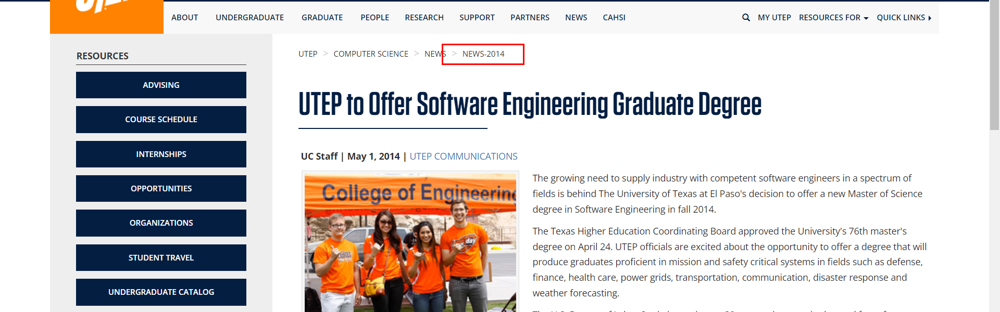 ABOUT UNDERGRADUATE GRADUATE PEOPLE RESEARCH SUPPORT PARTNERS NEWS CAHSI MY UTEP RESOURCES FOR QUICK LINKS
RESOURCES
ADVISING
COURSE SCHEDULE
INTERNSHIPS
OPPORTUNITIES
ORGANIZATIONS
STUDENT TRAVEL
UNDERGRADUATE CATALOG
UTEP > COMPUTER SCIENCE > NEWS > NEWS-2014
UTEP to Offer Software Engineering Graduate Degree
UC Staff | May 1, 2014 | UTEP COMMUNICATIONS
College of Engineering
day
The growing need to supply industry with competent software engineers in a spectrum of
fields is behind The University of Texas at El Paso's decision to offer a new Master of Science
degree in Software Engineering in fall 2014.
The Texas Higher Education Coordinating Board approved the University's 76th master's
degree on April 24. UTEP officials are excited about the opportunity to offer a degree that will
produce graduates proficient in mission and safety critical systems in fields such as defense,
finance, health care, power grids, transportation, communication, disaster response and
weather forecasting.